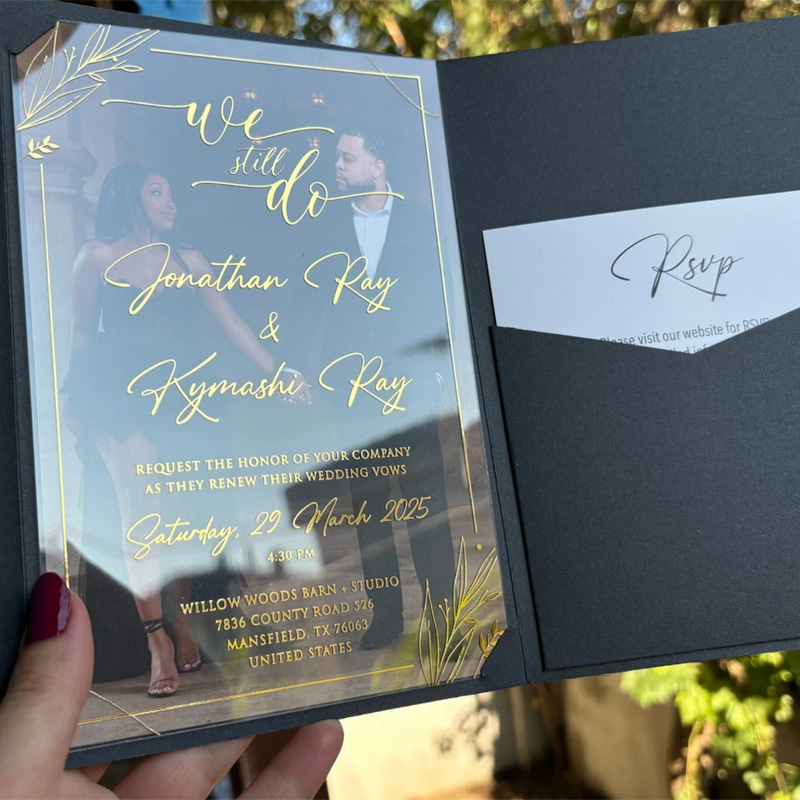 we
still
do
Jonathan Ray
&
Kymashi Ray
REQUEST THE HONOR OF YOUR COMPANY
AS THEY RENEW THEIR WEDDING VOWS
Saturday, 29 March 2025
4:30 PM
WILLOW WOODS BARN + STUDIO
7836 COUNTY ROAD 526
MANSFIELD, TX 76063
UNITED STATES
Rsvp
Please visit our website for RSVP